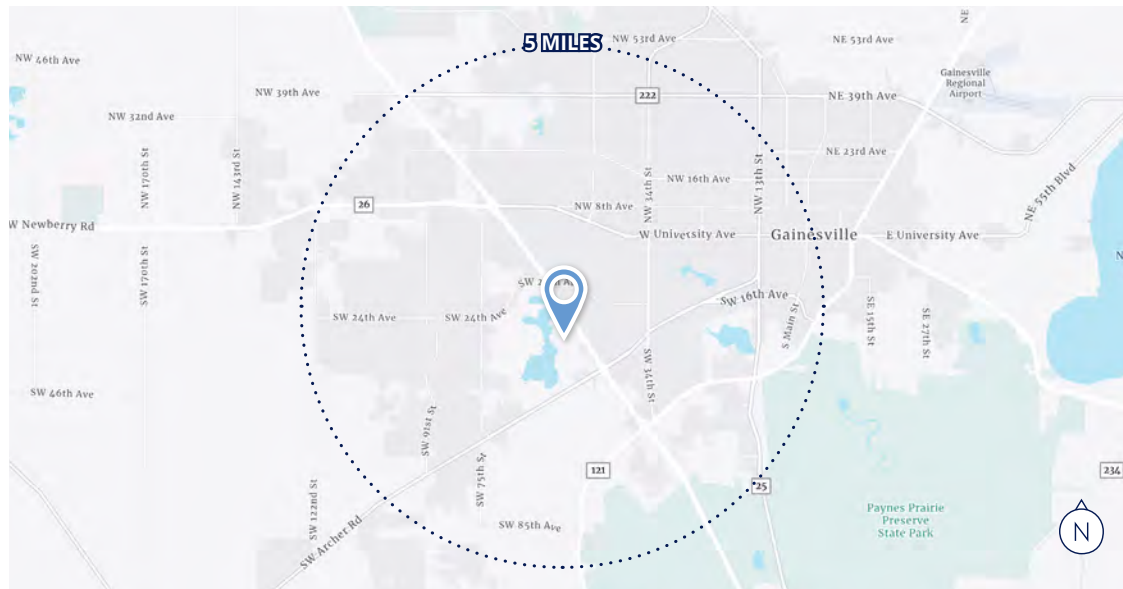 5 MILES
NW 53rd Ave
NE 53rd Ave
NE
NW 46th Ave
Gainesville
Regional
Airport
NW 39th Ave
222
NE 39th Ave
NW 32nd Ave
NE 23rd Ave
NW 170th St
NW 143rd St
NW 34th St
NW 13th St
NW 16th Ave
NE 55th Blvd
26
NW 8th Ave
W Newberry Rd
W University Ave
Gainesville
E University Ave
SW 202nd St
SW 170th St
N
SW 16th Ave
SW 24th Ave
SW 24th Ave
S Main St
SE 15th St
SE 27th St
SW 34th St
SW 46th Ave
SW 91st St
SW 75th St
121
234
25
SW 122nd St
Paynes Prairie
Preserve
State Park
SW 85th Ave
SW Archer Rd
N